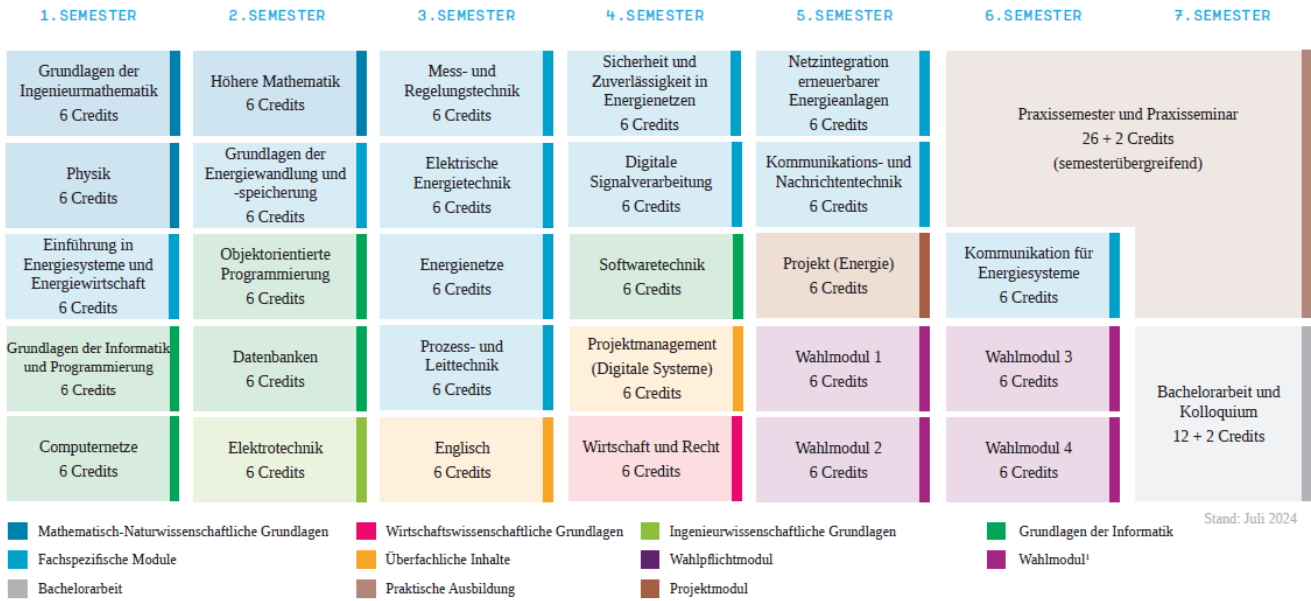 1.SEMESTER
2.SEMESTER
3.SEMESTER
4.SEMESTER
5.SEMESTER
6.SEMESTER
7.SEMESTER
Grundlagen der
Ingenieurmathematik
6 Credits
Höhere Mathematik
6 Credits
Mess- und
Regelungstechnik
6 Credits
Sicherheit und
Zuverlässigkeit in
Energienetzen
6 Credits
Netzintegration
erneuerbarer
Energieanlagen
6 Credits
Praxissemester und Praxisseminar
26 + 2 Credits
(semesterübergreifend)
Physik
6 Credits
Grundlagen der
Energiewandlung und
-speicherung
6 Credits
Elektrische
Energietechnik
6 Credits
Digitale
Signalverarbeitung
6 Credits
Kommunikations- und
Nachrichtentechnik
6 Credits
Einführung in
Energiesysteme und
Energiewirtschaft
6 Credits
Objektorientierte
Programmierung
6 Credits
Energienetze
6 Credits
Softwaretechnik
6 Credits
Projekt (Energie)
6 Credits
Kommunikation für
Energiesysteme
6 Credits
Grundlagen der Informatik
und Programmierung
6 Credits
Datenbanken
6 Credits
Prozess- und
Leittechnik
6 Credits
Projektmanagement
(Digitale Systeme)
6 Credits
Wahlmodul 1
6 Credits
Wahlmodul 3
6 Credits
Bachelorarbeit und
Kolloquium
12 + 2 Credits
Computernetze
6 Credits
Elektrotechnik
6 Credits
Englisch
6 Credits
Wirtschaft und Recht
6 Credits
Wahlmodul 2
6 Credits
Wahlmodul 4
6 Credits
Stand: Juli 2024
Mathematisch-Naturwissenschaftliche Grundlagen
Wirtschaftswissenschaftliche Grundlagen
Ingenieurwissenschaftliche Grundlagen
Grundlagen der Informatik
Fachspezifische Module
Überfachliche Inhalte
Wahlpflichtmodul
Wahlmodul¹
Bachelorarbeit
Praktische Ausbildung
Projektmodul